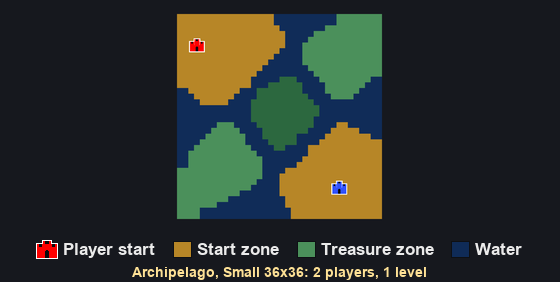 Player start Start zone Treasure zone Water
Archipelago, Small 36x36: 2 players, 1 level